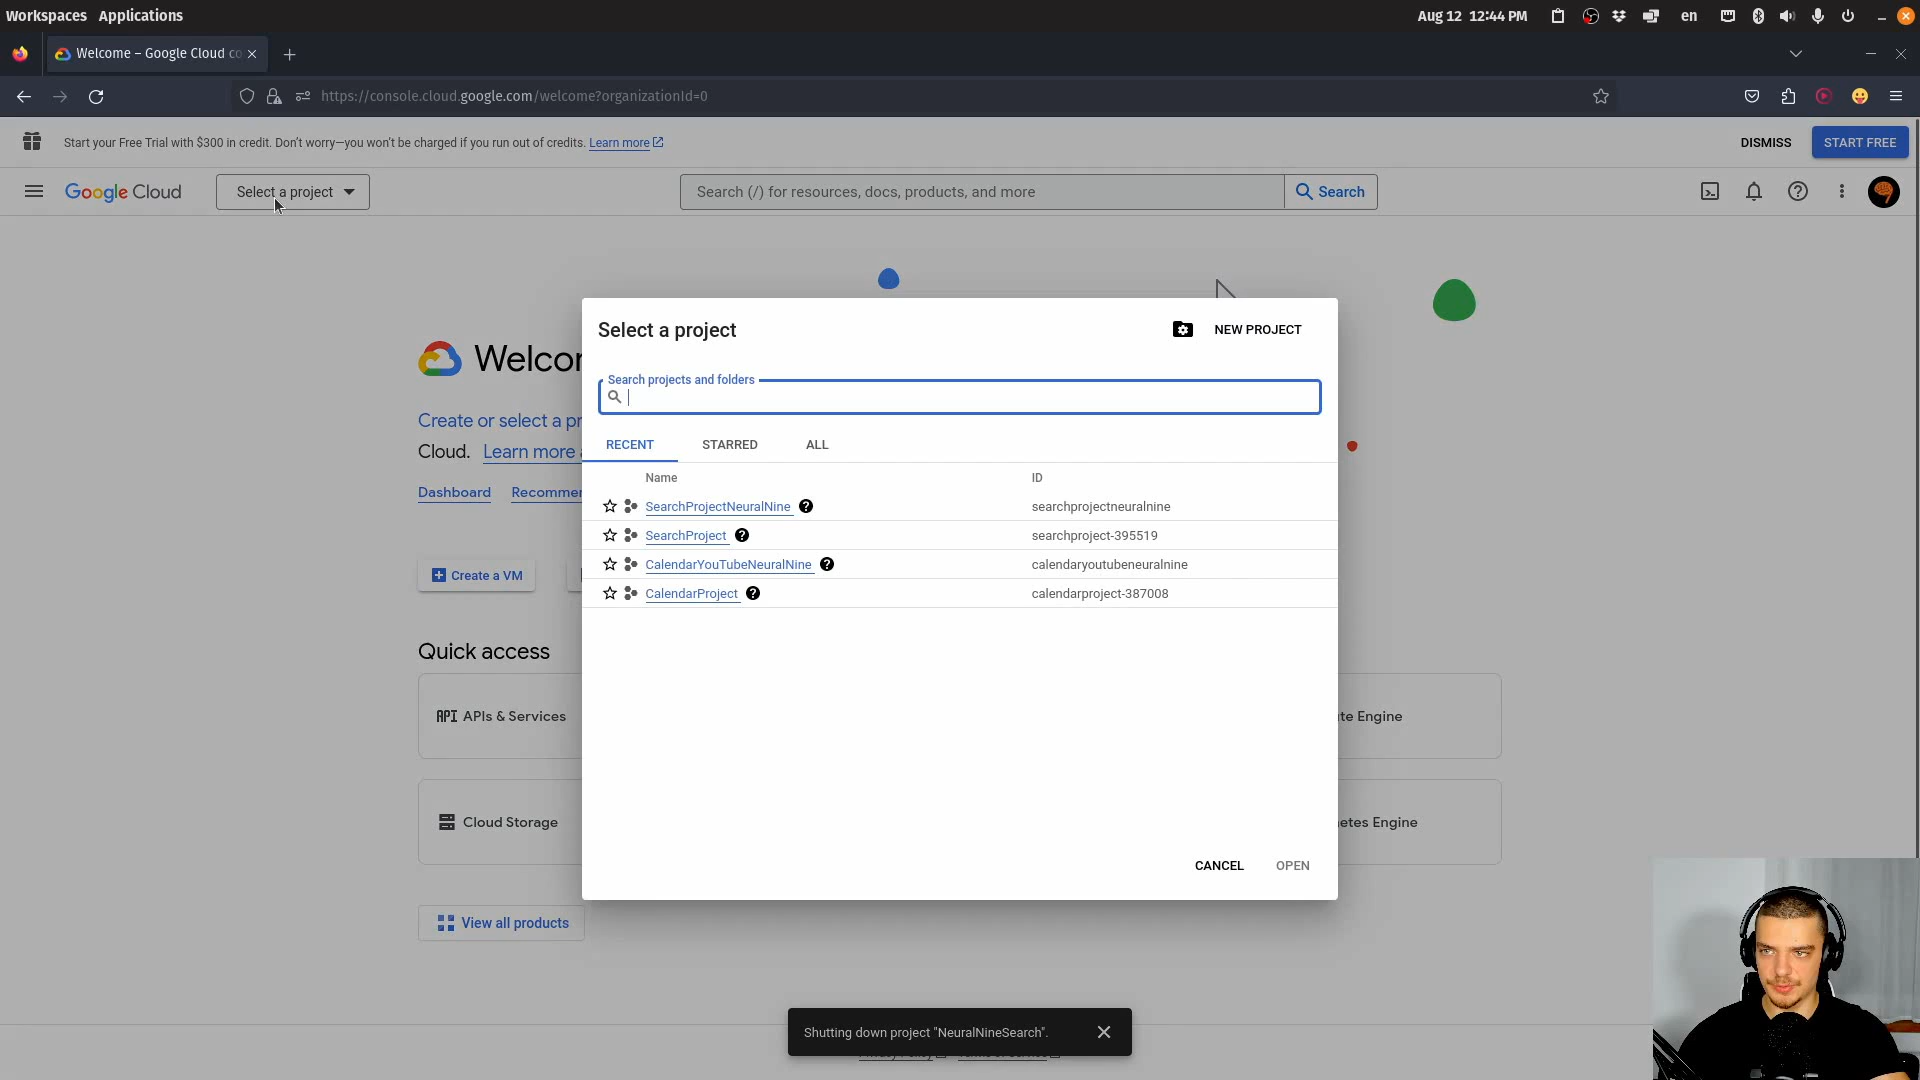 Workspaces Applications
Aug 12 12:44 PM
en
Welcome – Google Cloud co
https://console.cloud.google.com/welcome?organizationId=0
Start your Free Trial with $300 in credit. Don't worry—you won't be charged if you run out of credits. Learn more
DISMISS
START FREE
Google Cloud
Select a project
Search (/) for resources, docs, products, and more
Search
Welcom
Create or select a pr
Cloud. Learn more
Dashboard
Recommen
Create a VM
Quick access
API APIs & Services
te Engine
Cloud Storage
etes Engine
View all products
Select a project
NEW PROJECT
Search projects and folders
RECENT
STARRED
ALL
Name
ID
SearchProjectNeuralNine
searchprojectneuralnine
SearchProject
searchproject-395519
CalendarYouTubeNeuralNine
calendaryoutubeneuralnine
CalendarProject
calendarproject-387008
CANCEL
OPEN
Shutting down project "NeuralNineSearch".